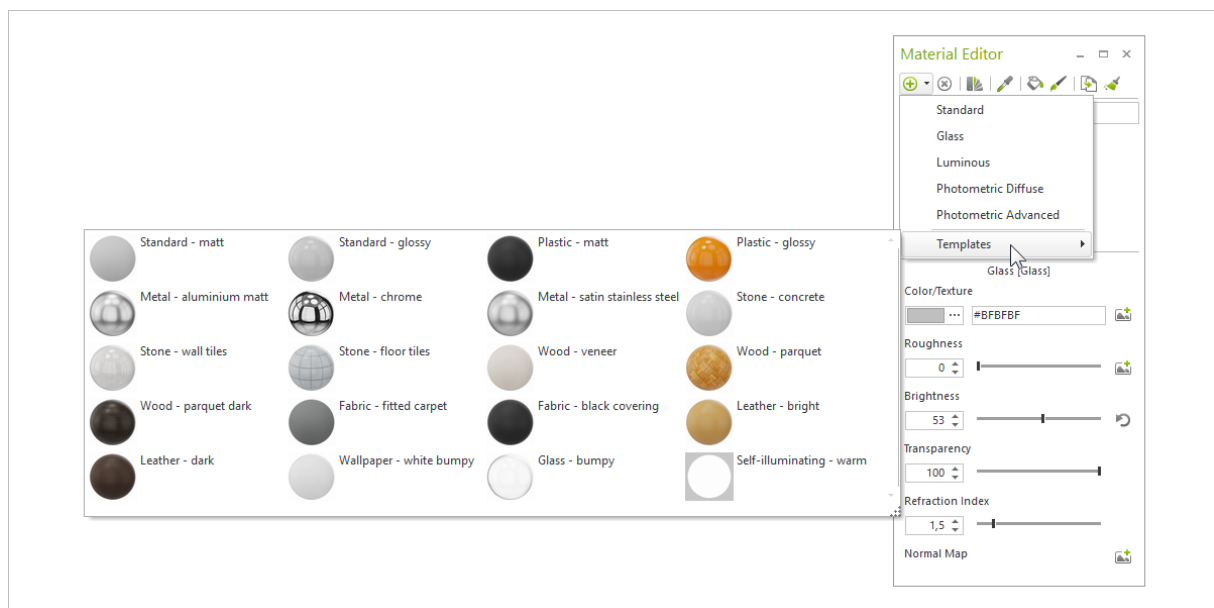 Material Editor
Standard
Glass
Luminous
Photometric Diffuse
Photometric Advanced
Templates
Standard - matt
Standard - glossy
Plastic - matt
Plastic - glossy
Metal - aluminium matt
Metal - chrome
Metal - satin stainless steel
Stone - concrete
Stone - wall tiles
Stone - floor tiles
Wood - veneer
Wood - parquet
Wood - parquet dark
Fabric - fitted carpet
Fabric - black covering
Leather - bright
Leather - dark
Wallpaper - white bumpy
Glass - bumpy
Self-illuminating - warm
Glass [Glass]
Color/Texture
#BFBFBF
Roughness
0
Brightness
53
Transparency
100
Refraction Index
1,5
Normal Map